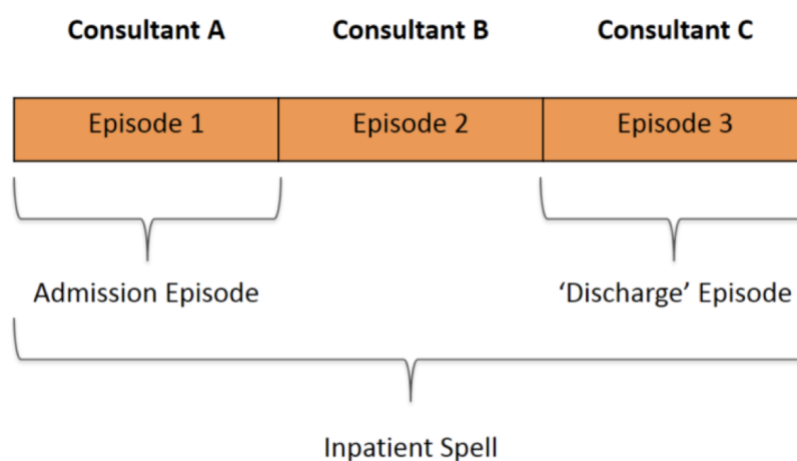 Consultant A Consultant B Consultant C
Episode 1 Episode 2 Episode 3
Admission Episode ‘Discharge’ Episode
Inpatient Spell